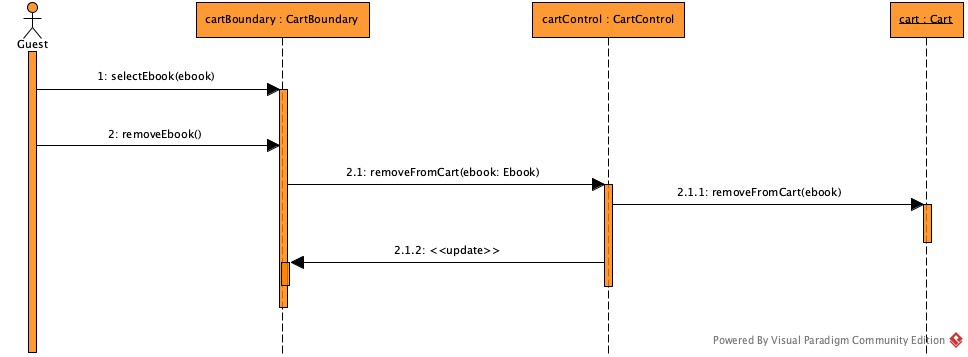 cartBoundary : CartBoundary
cartControl : CartControl
cart : Cart
Guest
1: selectEbook(ebook)
2: removeEbook()
2.1: removeFromCart(ebook: Ebook)
2.1.1: removeFromCart(ebook)
2.1.2: <<update>>
Powered By Visual Paradigm Community Edition